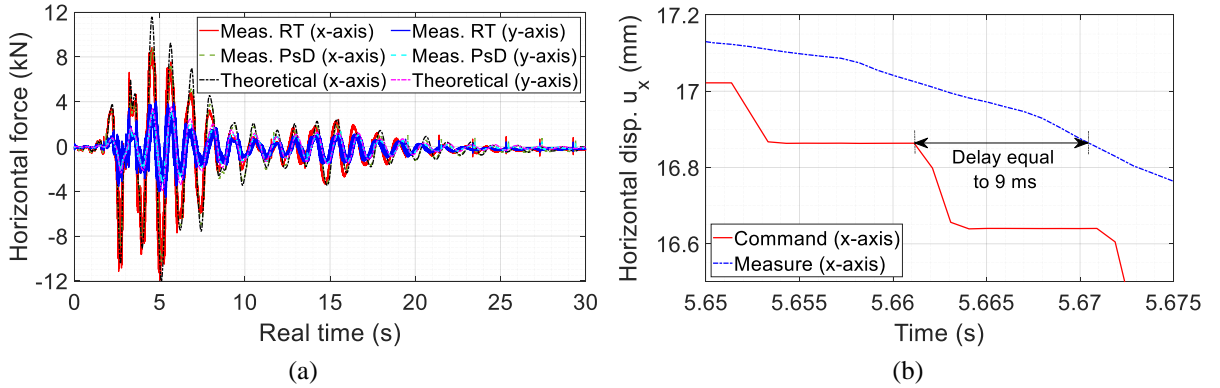 12
8
4
0
-4
-8
-12
Horizontal force (kN)
Meas. RT (x-axis) Meas. RT (y-axis)
Meas. PsD (x-axis) Meas. PsD (y-axis)
Theoretical (x-axis) Theoretical (y-axis)
0 5 10 15 20 25 30
Real time (s)
(a)
17.2
17
16.8
16.6
Horizontal disp. u_x (mm)
Delay equal
to 9 ms
Command (x-axis)
Measure (x-axis)
5.65 5.655 5.66 5.665 5.67 5.675
Time (s)
(b)